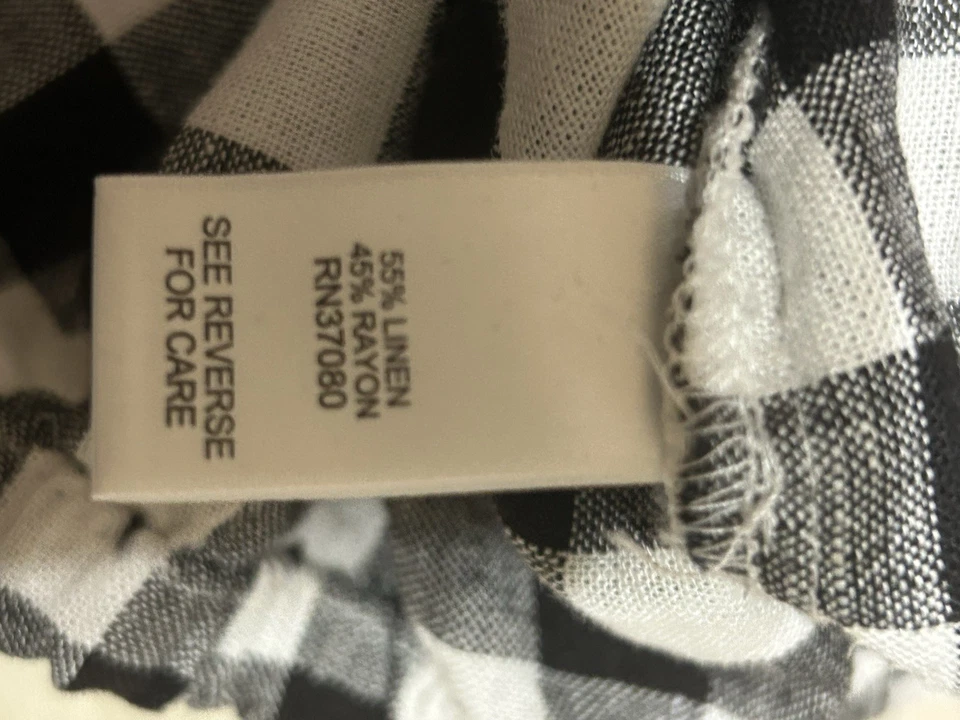 55% LINEN
45% RAYON
RN37080
SEE REVERSE
FOR CARE